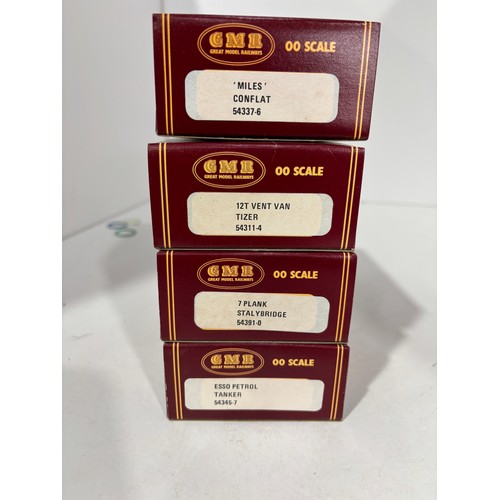 GMR
GREAT MODEL RAILWAYS
OO SCALE
'MILES'
CONFLAT
54337-6
GMR
GREAT MODEL RAILWAYS
OO SCALE
12T VENT VAN
TIZER
54311-4
GMR
GREAT MODEL RAILWAYS
OO SCALE
7 PLANK
STALYBRIDGE
54391-0
GMR
GREAT MODEL RAILWAYS
OO SCALE
ESSO PETROL
TANKER
54345-7